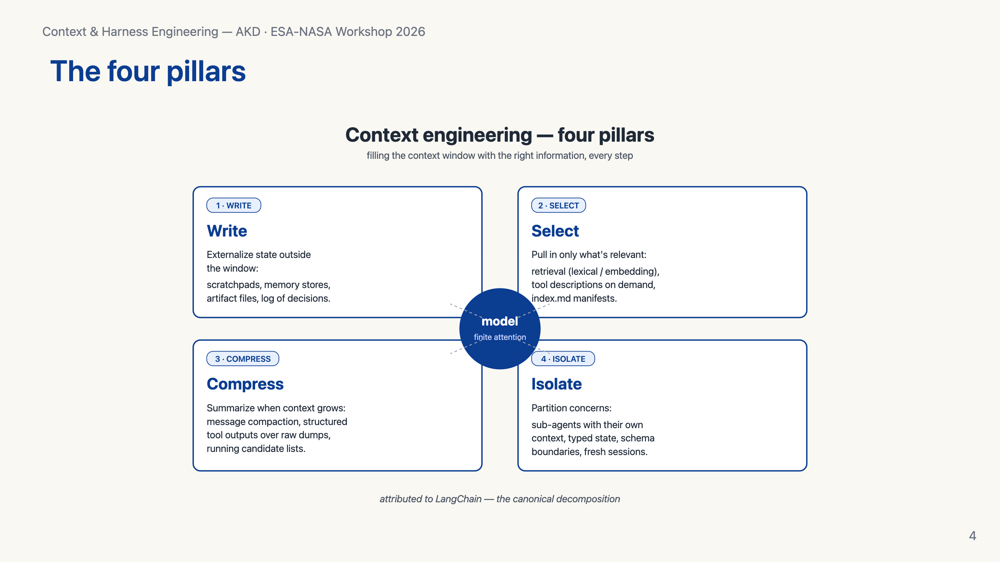 Context & Harness Engineering — AKD · ESA-NASA Workshop 2026
The four pillars
Context engineering — four pillars
filling the context window with the right information, every step
1 · WRITE
Write
Externalize state outside
the window:
scratchpads, memory stores,
artifact files, log of decisions.
2 · SELECT
Select
Pull in only what's relevant:
retrieval (lexical / embedding),
tool descriptions on demand,
index.md manifests.
model
finite attention
3 · COMPRESS
Compress
Summarize when context grows:
message compaction, structured
tool outputs over raw dumps,
running candidate lists.
4 · ISOLATE
Isolate
Partition concerns:
sub-agents with their own
context, typed state, schema
boundaries, fresh sessions.
attributed to LangChain — the canonical decomposition
4